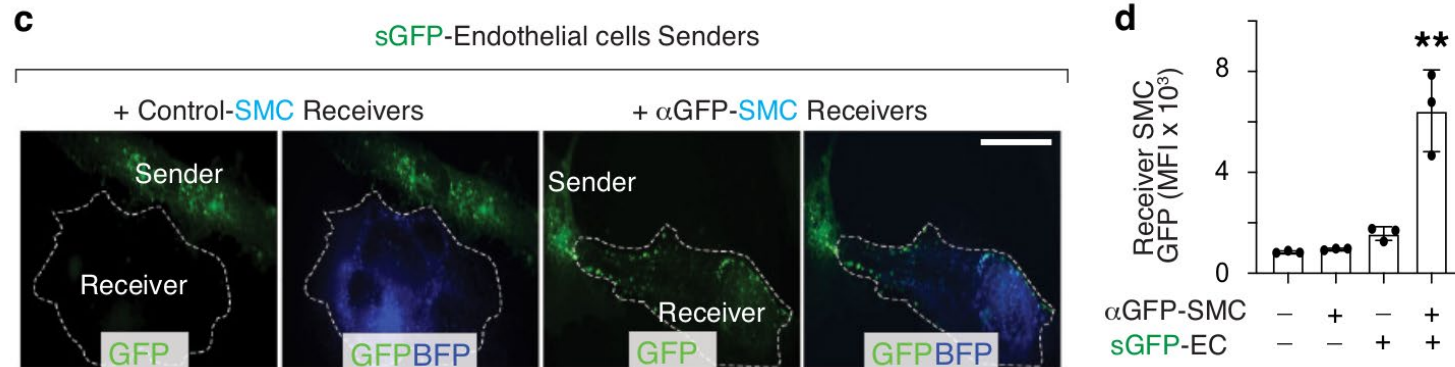 c
sGFP-Endothelial cells Senders
+ Control-SMC Receivers
+ αGFP-SMC Receivers
Sender
Receiver
GFP
GFPBFP
Sender
Receiver
GFP
GFPBFP
d
**
Receiver SMC
GFP (MFI x 10³)
8
4
0
αGFP-SMC − + − +
sGFP-EC − − + +